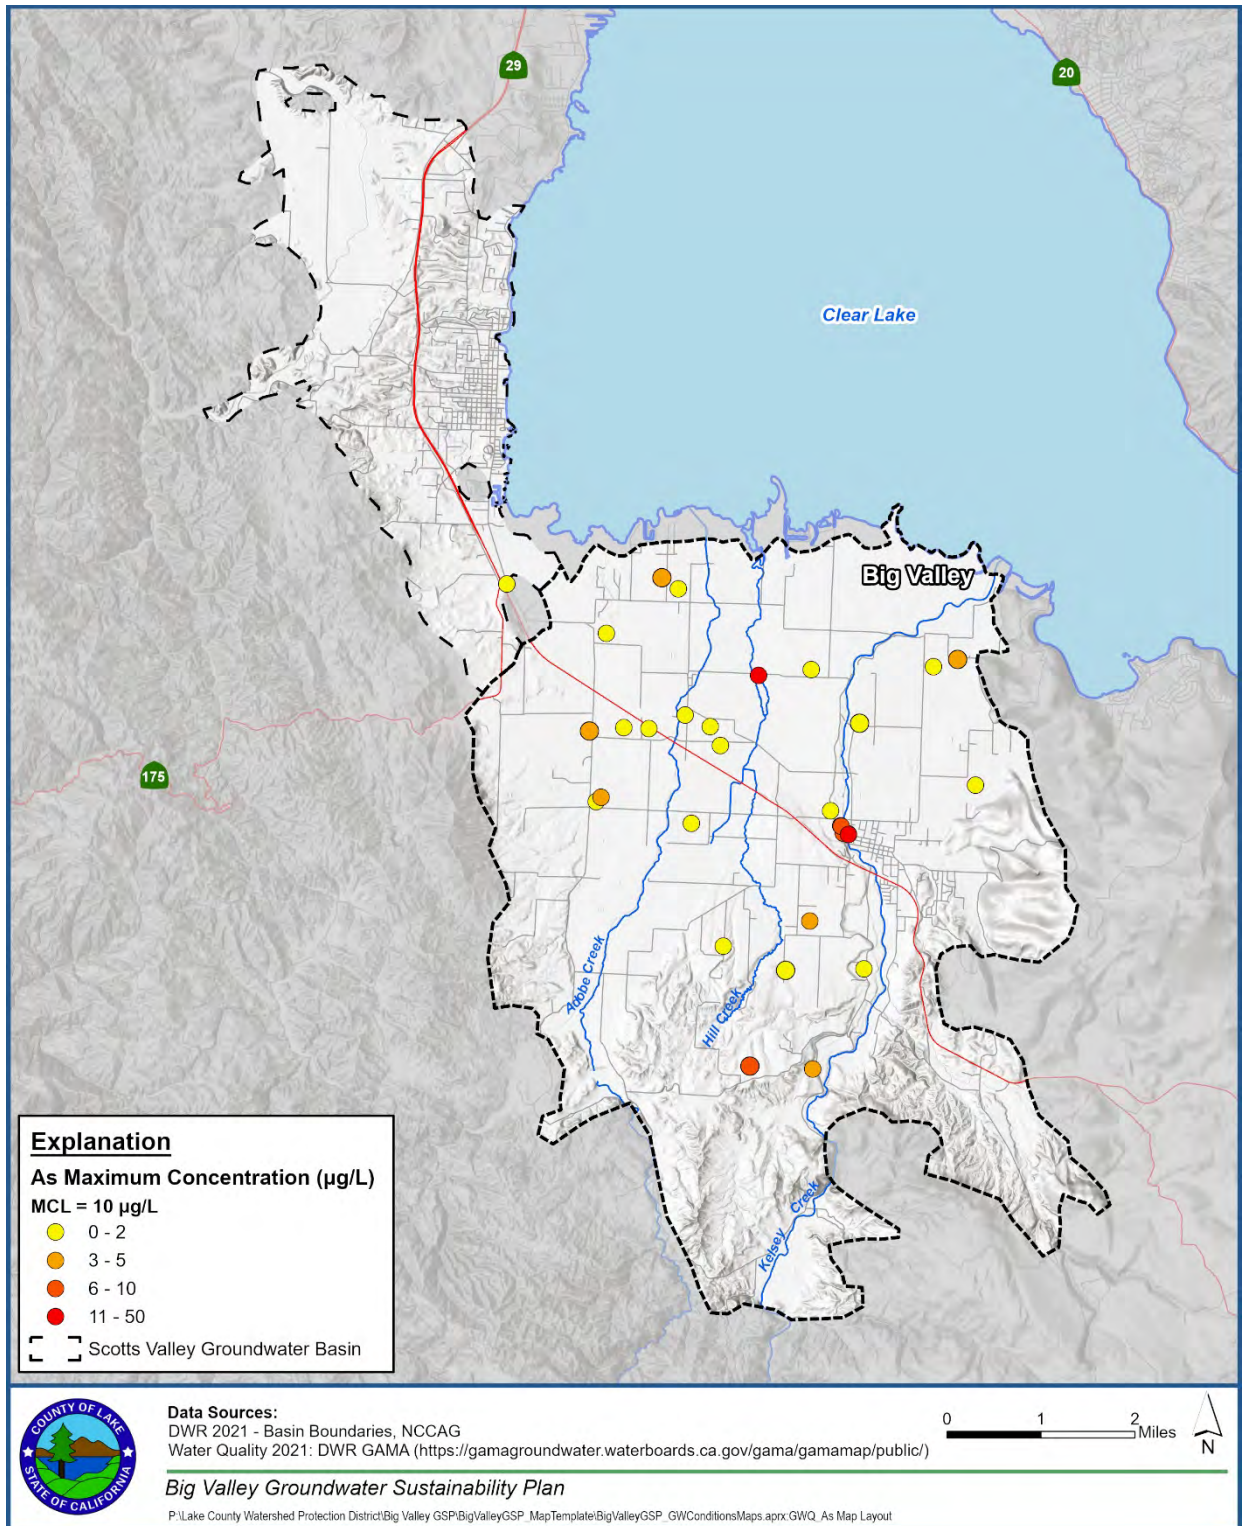 29
20
Clear Lake
Big Valley
175
Adobe Creek
Hill Creek
Kelsey Creek
Explanation
As Maximum Concentration (µg/L)
MCL = 10 µg/L
0 - 2
3 - 5
6 - 10
11 - 50
Scotts Valley Groundwater Basin
COUNTY OF LAKE
STATE OF CALIFORNIA
Data Sources:
DWR 2021 - Basin Boundaries, NCCAG
Water Quality 2021: DWR GAMA (https://gamagroundwater.waterboards.ca.gov/gama/gamamap/public/)
0 1 2
Miles
N
Big Valley Groundwater Sustainability Plan
P:\Lake County Watershed Protection District\Big Valley GSP\BigValleyGSP_MapTemplate\BigValleyGSP_GWConditionsMaps.aprx:GWQ_As Map Layout